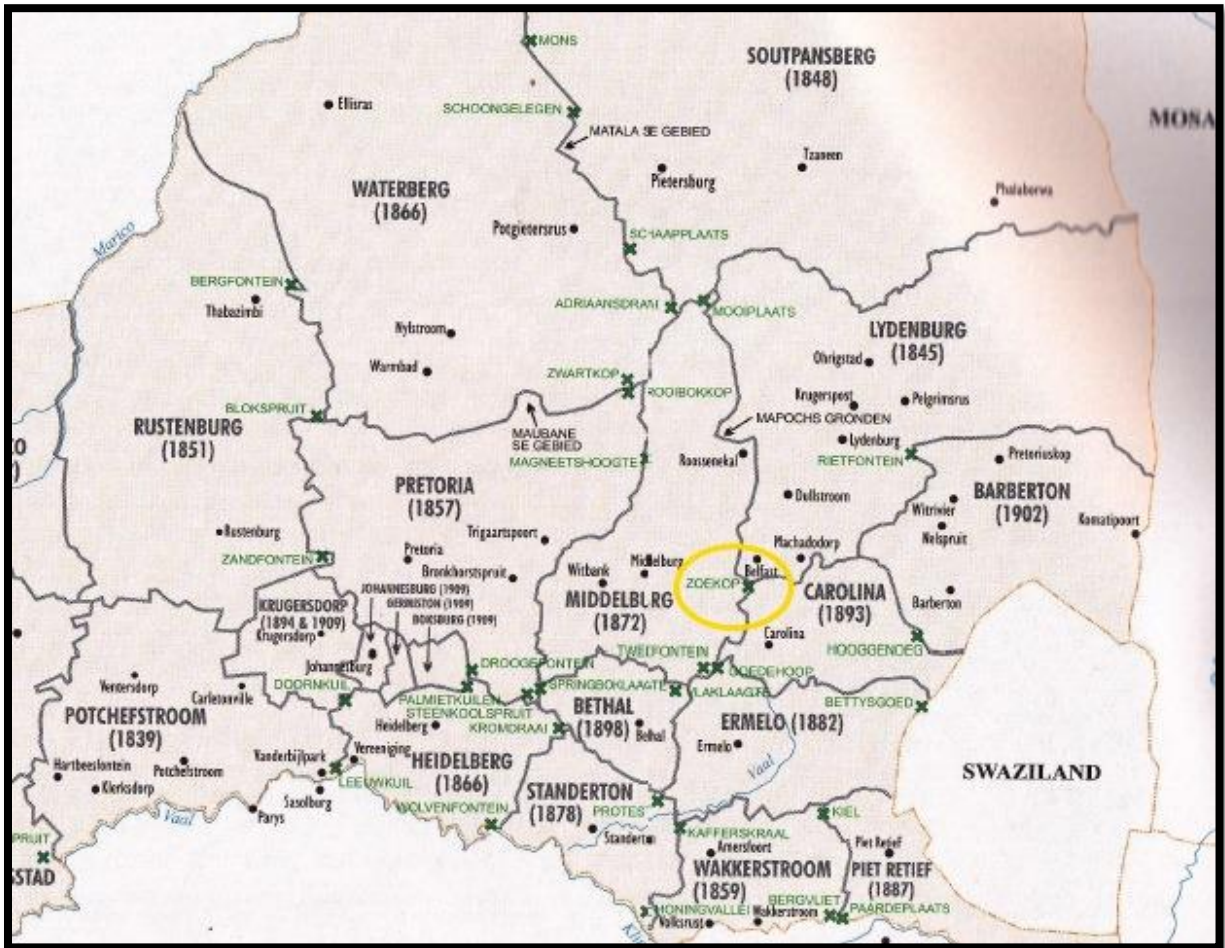 MONS
SOUTPANSBERG
(1848)
Ellisras
SCHOONGELEGEN
MOSA
MATALA SE GEBIED
Tzaneen
Pietersburg
WATERBERG
(1866)
Phalaborwa
Potgietersrus
SCHAAPPLAATS
Marico
BERGFONTEIN
Thabazimbi
ADRIAANSDRAAI
MOOIPLAATS
LYDENBURG
(1845)
Nylstroom
Ohrigstad
Warmbad
ZWARTKOP
ROOIBOKKOP
Krugerspost
Pelgrimsrus
BLOKSPRUIT
MAPOCHS GRONDEN
RUSTENBURG
(1851)
MAUBANE
SE GEBIED
Lydenburg
MAGNEETSHOOGTE
Roossenekal
RIETFONTEIN
Pretoriuskop
PRETORIA
(1857)
BARBERTON
(1902)
Dullstroom
Witrivier
Komatipoort
Rustenburg
Trigaartspoort
Nelspruit
Machadodorp
ZANDFONTEIN
Pretoria
Middelburg
Belfast
Bronkhorstspruit
Witbank
ZOEKOP
JOHANNESBURG (1909)
GERMISTON (1909)
BOKSBURG (1909)
MIDDELBURG
(1872)
CAROLINA
(1893)
Barberton
KRUGERSDORP
(1894 & 1909)
Krugersdorp
Carolina
HOOGGENOEG
Johannesburg
DROOGEFONTEIN
TWEEFONTEIN
GOEDEHOOP
Ventersdorp
Carletonville
DOORNKUIL
PALMIETKUILEN
SPRINGBOKLAAGTE
VLAKLAAGTE
BETTYSGOED
STEENKOOLSPRUIT
BETHAL
(1898)
ERMELO (1882)
POTCHEFSTROOM
(1839)
Heidelberg
KROMDRAAI
Bethal
Ermelo
Vanderbijlpark
Vereeniging
HEIDELBERG
(1866)
Hartbeesfontein
Potchefstroom
SWAZILAND
Klerksdorp
LEEUWKUIL
Sasolburg
STANDERTON
(1878)
Vaal
Parys
Vaal
WOLVENFONTEIN
PROTES
KIEL
PRUIT
Standert
KAFFERSKRAAL
Amersfoort
Piet Retief
STAD
WAKKERSTROOM
(1859)
PIET RETIEF
(1887)
BERGVLIET
PAARDEPLAATS
HONINGVALLEI
Wakkerstroom
Volksrust